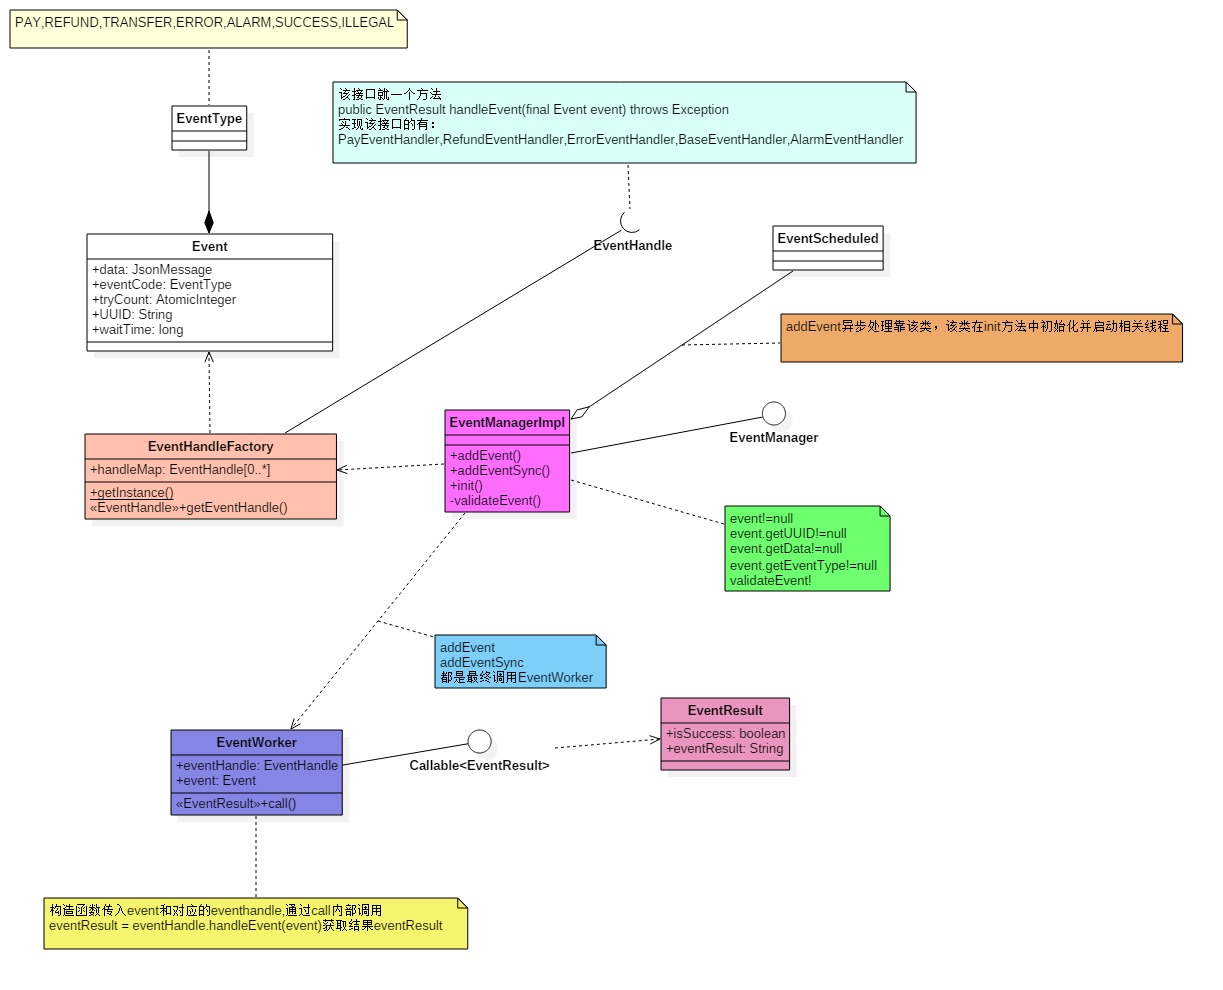 PAY,REFUND,TRANSFER,ERROR,ALARM,SUCCESS,ILLEGAL
EventType
该接口就一个方法
public EventResult handleEvent(final Event event) throws Exception
实现该接口的有：
PayEventHandler,RefundEventHandler,ErrorEventHandler,BaseEventHandler,AlarmEventHandler
EventHandle
EventScheduled
Event
+data: JsonMessage
+eventCode: EventType
+tryCount: AtomicInteger
+UUID: String
+waitTime: long
addEvent异步处理靠该类，该类在init方法中初始化并启动相关线程
EventHandleFactory
+handleMap: EventHandle[0..*]
+getInstance()
«EventHandle»+getEventHandle()
EventManagerImpl
+addEvent()
+addEventSync()
+init()
-validateEvent()
EventManager
event!=null
event.getUUID!=null
event.getData!=null
event.getEventType!=null
validateEvent!
addEvent
addEventSync
都是最终调用EventWorker
EventWorker
+eventHandle: EventHandle
+event: Event
«EventResult»+call()
Callable<EventResult>
EventResult
+isSuccess: boolean
+eventResult: String
构造函数传入event和对应的eventhandle,通过call内部调用
eventResult = eventHandle.handleEvent(event)获取结果eventResult